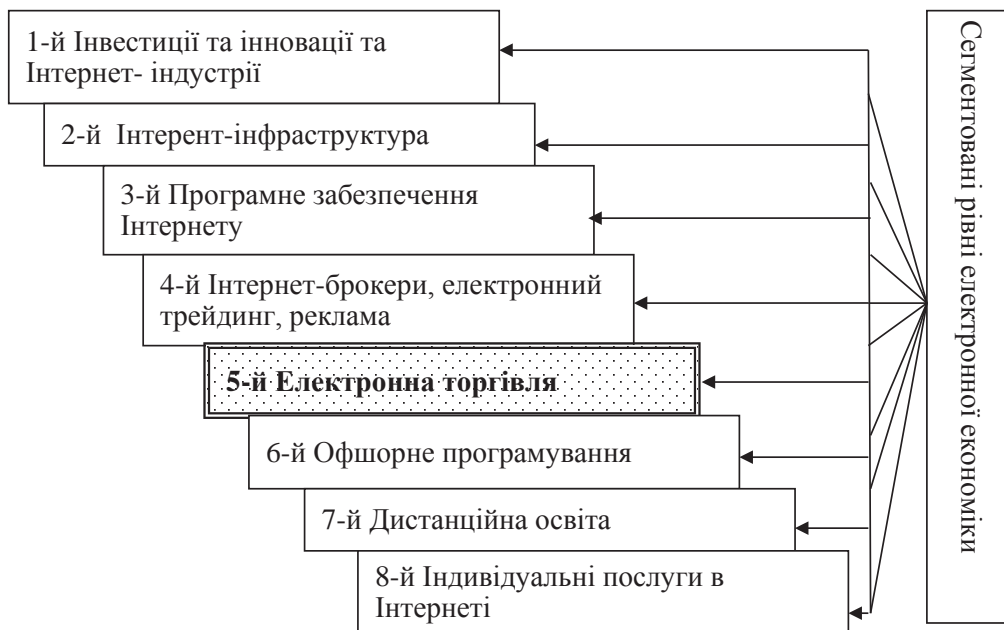 1-й Інвестиції та інновації та
Інтернет- індустрії
2-й Інтерент-інфраструктура
3-й Програмне забезпечення
Інтернету
4-й Інтернет-брокери, електронний
трейдинг, реклама
5-й Електронна торгівля
6-й Офшорне програмування
7-й Дистанційна освіта
8-й Індивідуальні послуги в
Інтернеті
Сегментовані рівні електронної економіки